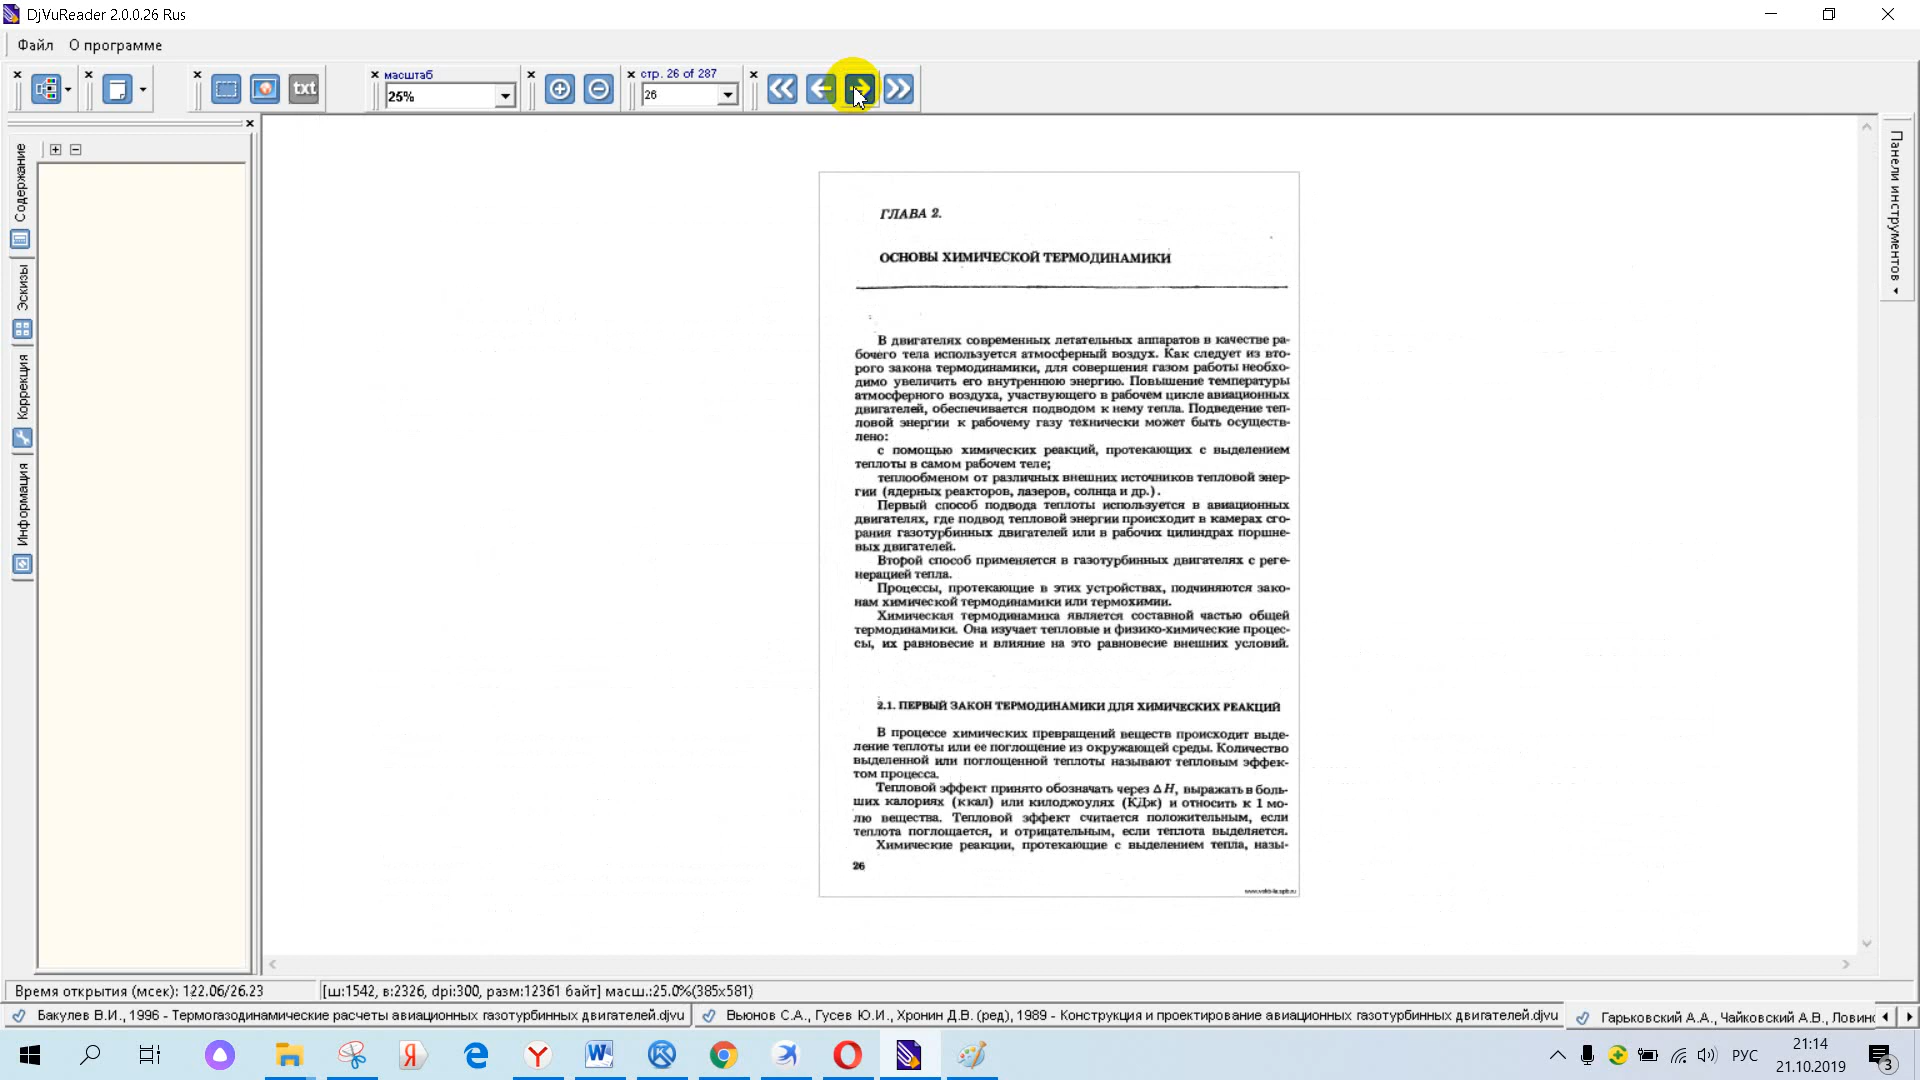 DjVuReader 2.0.0.26 Rus
Файл О программе
txt
масштаб
25%
стр. 26 of 287
26
Содержание
Эскизы
Коррекция
Информация
Панели инструментов
ГЛАВА 2.
ОСНОВЫ ХИМИЧЕСКОЙ ТЕРМОДИНАМИКИ
В двигателях современных летательных аппаратов в качестве ра-
бочего тела используется атмосферный воздух. Как следует из вто-
рого закона термодинамики, для совершения газом работы необхо-
димо увеличить его внутреннюю энергию. Повышение температуры
атмосферного воздуха, участвующего в рабочем цикле авиационных
двигателей, обеспечивается подводом к нему тепла. Подведение теп-
ловой энергии к рабочему газу технически может быть осуществ-
лено:
с помощью химических реакций, протекающих с выделением
теплоты в самом рабочем теле;
теплообменом от различных внешних источников тепловой энер-
гии (ядерных реакторов, лазеров, солнца и др.).
Первый способ подвода теплоты используется в авиационных
двигателях, где подвод тепловой энергии происходит в камерах сго-
рания газотурбинных двигателей или в рабочих цилиндрах поршне-
вых двигателей.
Второй способ применяется в газотурбинных двигателях с реге-
нерацией тепла.
Процессы, протекающие в этих устройствах, подчиняются зако-
нам химической термодинамики или термохимии.
Химическая термодинамика является составной частью общей
термодинамики. Она изучает тепловые и физико-химические процес-
сы, их равновесие и влияние на это равновесие внешних условий.
2.1. ПЕРВЫЙ ЗАКОН ТЕРМОДИНАМИКИ ДЛЯ ХИМИЧЕСКИХ РЕАКЦИЙ
В процессе химических превращений веществ происходит выде-
ление теплоты или ее поглощение из окружающей среды. Количество
выделенной или поглощенной теплоты называют тепловым эффек-
том процесса.
Тепловой эффект принято обозначать через Δ H, выражать в боль-
ших калориях (ккал) или килоджоулях (КДж) и относить к 1 мо-
лю вещества. Тепловой эффект считается положительным, если
теплота поглощается, и отрицательным, если теплота выделяется.
Химические реакции, протекающие с выделением тепла, назы-
26
Время открытия (мсек): 122.06/26.23
[ш:1542, в:2326, dpi:300, разм:12361 байт] масш.:25.0%(385x581)
Бакулев В.И., 1996 - Термогазодинамические расчеты авиационных газотурбинных двигателей.djvu
Вьюнов С.А., Гусев Ю.И., Хронин Д.В. (ред), 1989 - Конструкция и проектирование авиационных газотурбинных двигателей.djvu
Гарьковский А.А., Чайковский А.В., Ловинс
РУС
21:14
21.10.2019
3